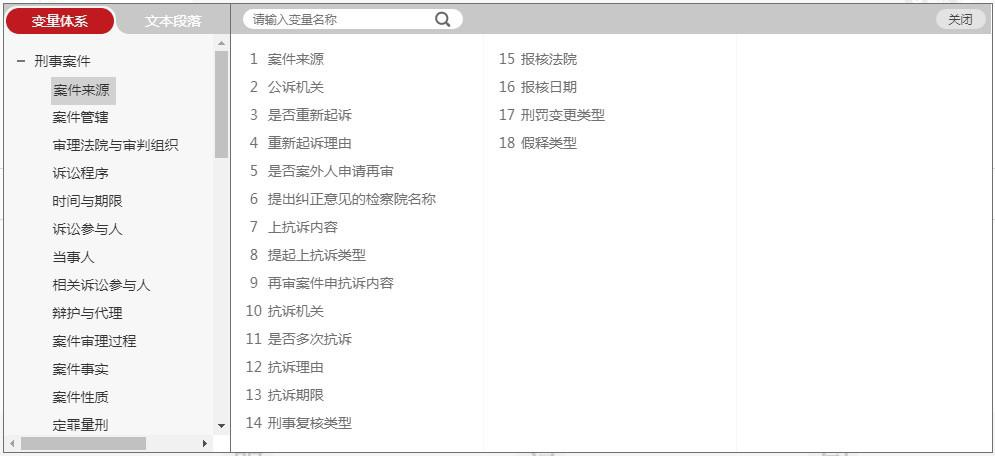 变量体系
文本段落
请输入变量名称
关闭
刑事案件
案件来源
案件管辖
审理法院与审判组织
诉讼程序
时间与期限
诉讼参与人
当事人
相关诉讼参与人
辩护与代理
案件审理过程
案件事实
案件性质
定罪量刑
1 案件来源
2 公诉机关
3 是否重新起诉
4 重新起诉理由
5 是否案外人申请再审
6 提出纠正意见的检察院名称
7 上抗诉内容
8 提起上抗诉类型
9 再审案件申抗诉内容
10 抗诉机关
11 是否多次抗诉
12 抗诉理由
13 抗诉期限
14 刑事复核类型
15 报核法院
16 报核日期
17 刑罚变更类型
18 假释类型